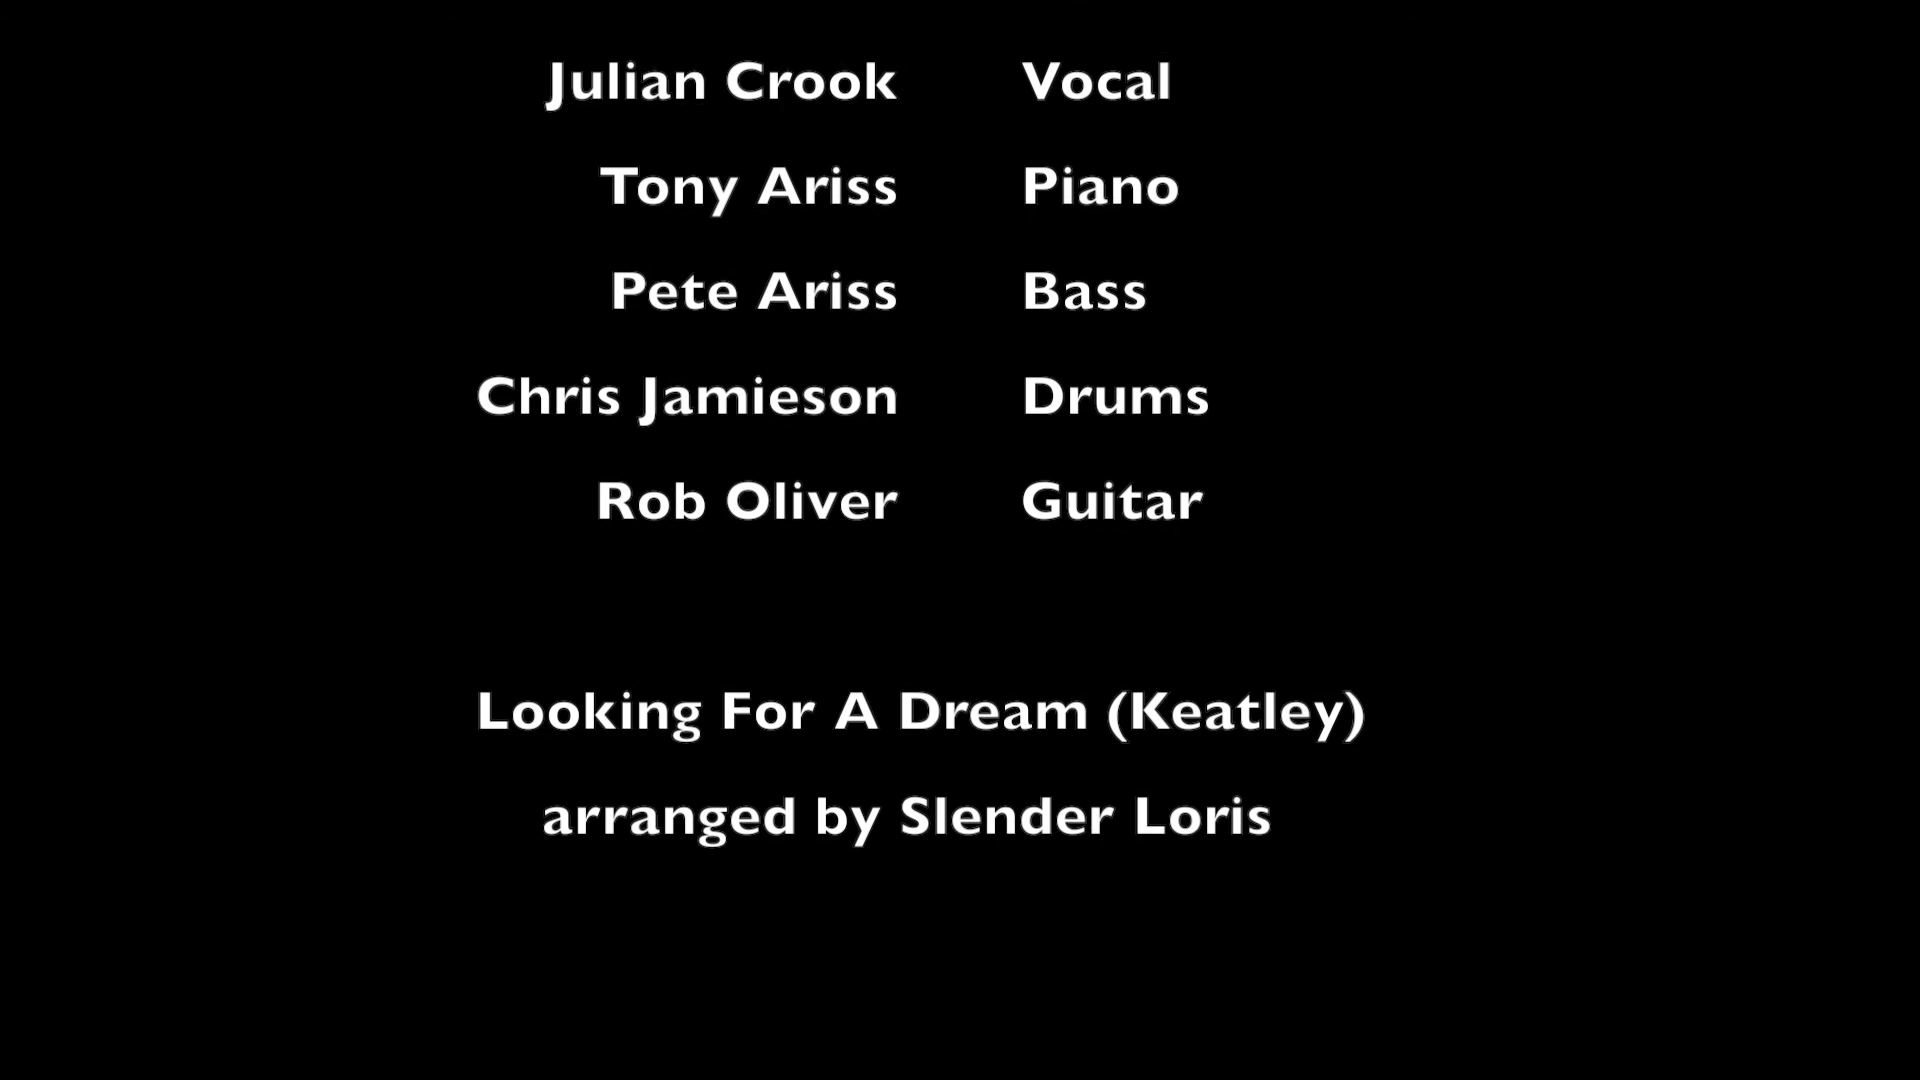 Julian Crook Vocal
Tony Ariss Piano
Pete Ariss Bass
Chris Jamieson Drums
Rob Oliver Guitar
Looking For A Dream (Keatley)
arranged by Slender Loris